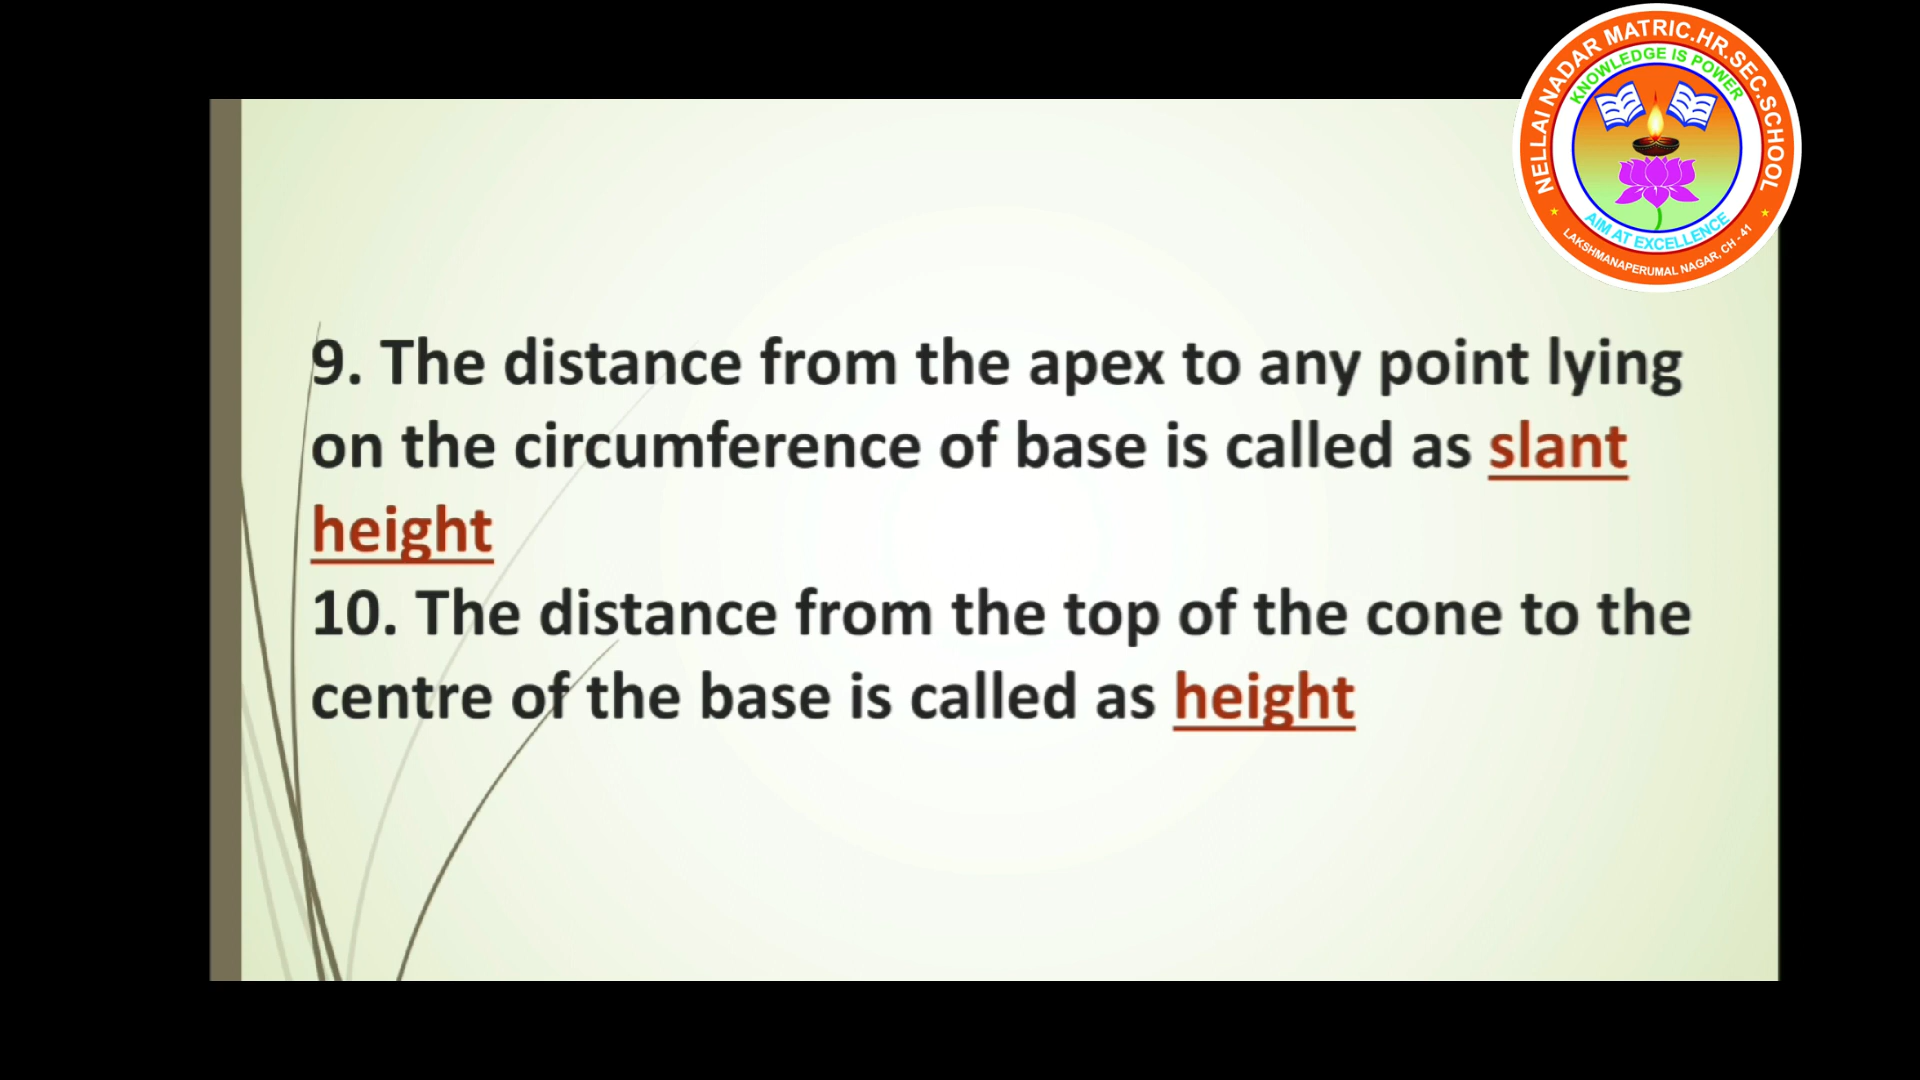 NELLAI NADAR MATRIC.HR.SEC.SCHOOL
KNOWLEDGE IS POWER
AIM AT EXCELLENCE
LAKSHMANAPERUMAL NAGAR, CH - 41
9. The distance from the apex to any point lying
on the circumference of base is called as slant
height
10. The distance from the top of the cone to the
centre of the base is called as height